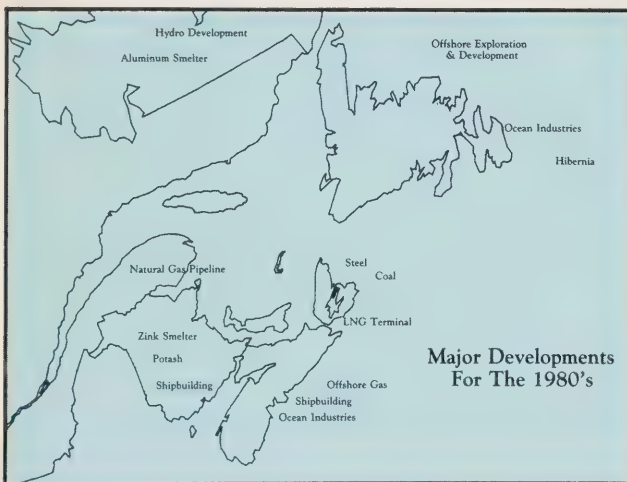 Hydro Development
Aluminum Smelter
Offshore Exploration
& Development
Ocean Industries
Hibernia
Natural Gas Pipeline
Steel
Coal
LNG Terminal
Zink Smelter
Potash
Shipbuilding
Offshore Gas
Shipbuilding
Ocean Industries
Major Developments
For The 1980's